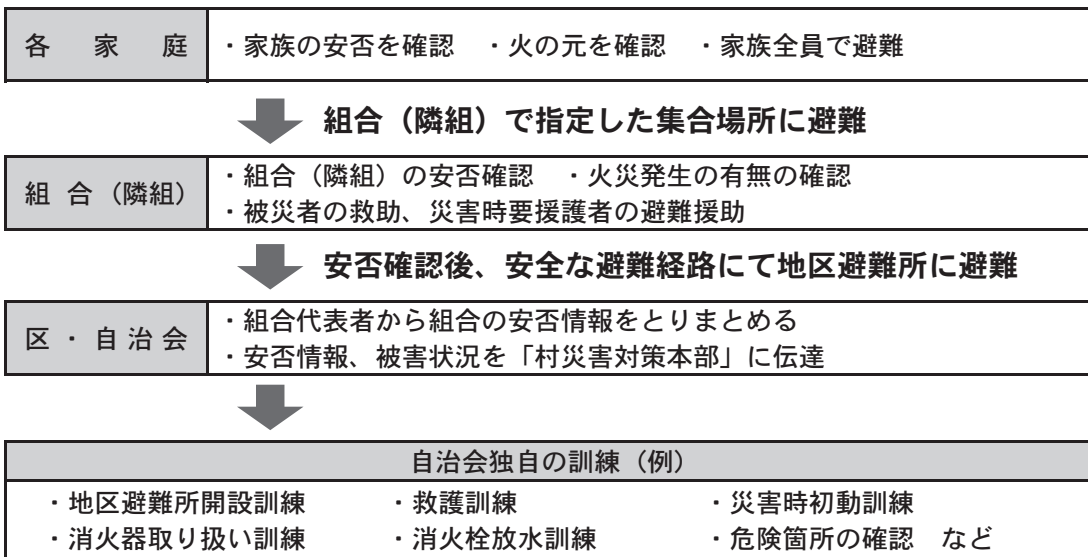 各家庭 ・家族の安否を確認 ・火の元を確認 ・家族全員で避難
組合（隣組）で指定した集合場所に避難
組合（隣組） ・組合（隣組）の安否確認 ・火災発生の有無の確認
・被災者の救助、災害時要援護者の避難援助
安否確認後、安全な避難経路にて地区避難所に避難
区・自治会 ・組合代表者から組合の安否情報をとりまとめる
・安否情報、被害状況を「村災害対策本部」に伝達
自治会独自の訓練（例）
・地区避難所開設訓練 ・救護訓練 ・災害時初動訓練
・消火器取り扱い訓練 ・消火栓放水訓練 ・危険箇所の確認 など